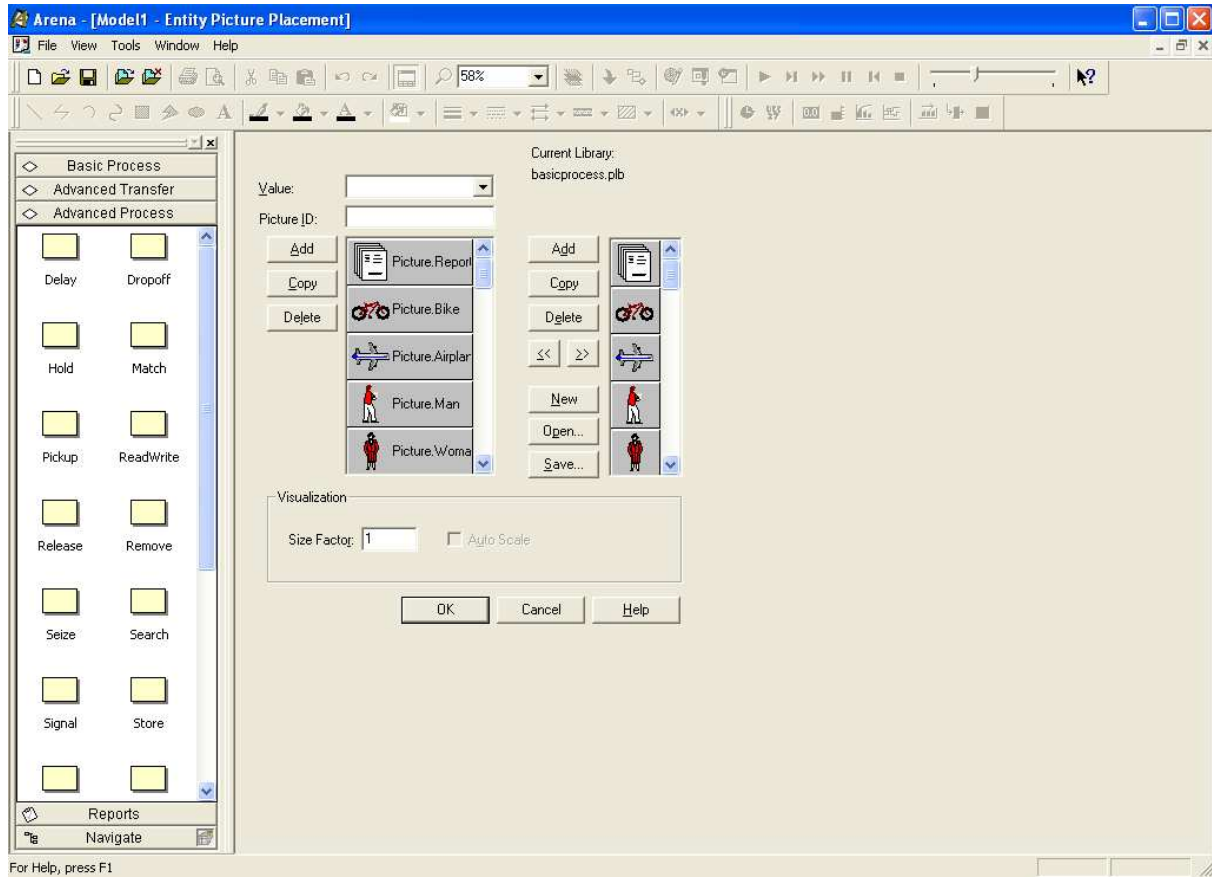 Arena - [Model1 - Entity Picture Placement]
File View Tools Window Help
58%
Basic Process
Advanced Transfer
Advanced Process
Delay Dropoff
Hold Match
Pickup ReadWrite
Release Remove
Seize Search
Signal Store
Reports
Navigate
Current Library:
basicprocess.plb
Value:
Picture ID:
Add
Copy
Delete
Picture.Report
Picture.Bike
Picture.Airplan
Picture.Man
Picture.Woma
Add
Copy
Delete
<< >>
New
Open...
Save...
Visualization
Size Factor: 1 Auto Scale
OK Cancel Help
For Help, press F1